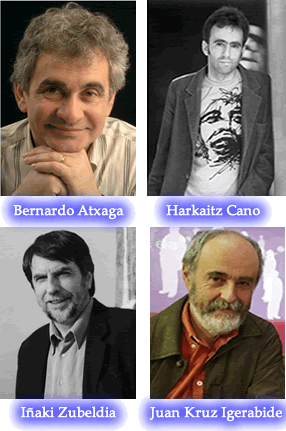 Bernardo Atxaga
Harkaitz Cano
Iñaki Zubeldia
Juan Kruz Igerabide